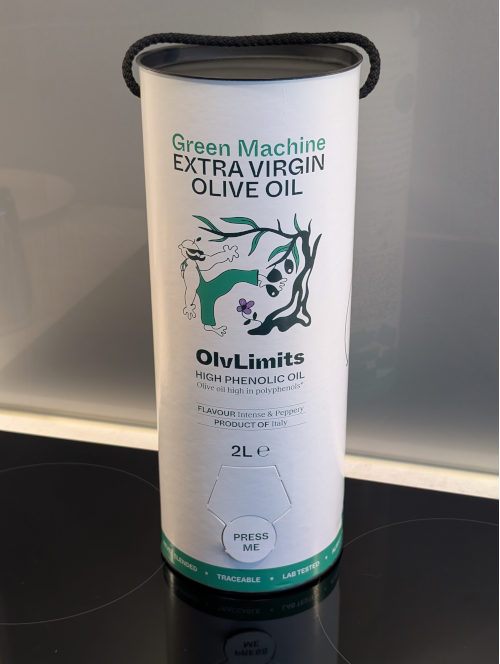 Green Machine
EXTRA VIRGIN
OLIVE OIL
OlvLimits
HIGH PHENOLIC OIL
Olive oil high in polyphenols*
FLAVOUR Intense & Peppery
PRODUCT OF Italy
2L ℮
PRESS
ME
BLENDED • TRACEABLE • LAB TESTED •